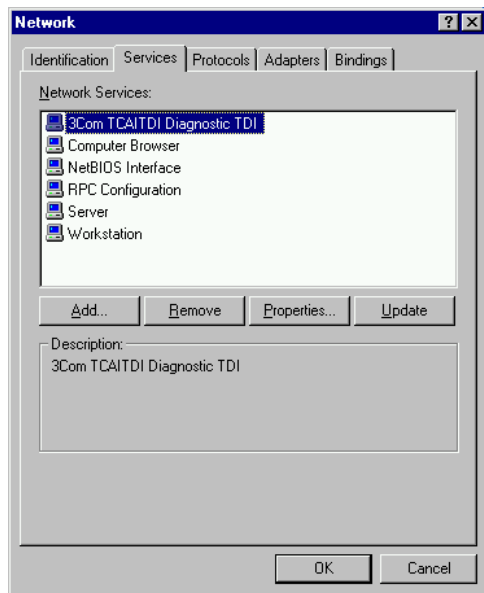 Network
Identification Services Protocols Adapters Bindings
Network Services:
3Com TCAITDI Diagnostic TDI
Computer Browser
NetBIOS Interface
RPC Configuration
Server
Workstation
Add... Remove Properties... Update
Description:
3Com TCAITDI Diagnostic TDI
OK Cancel